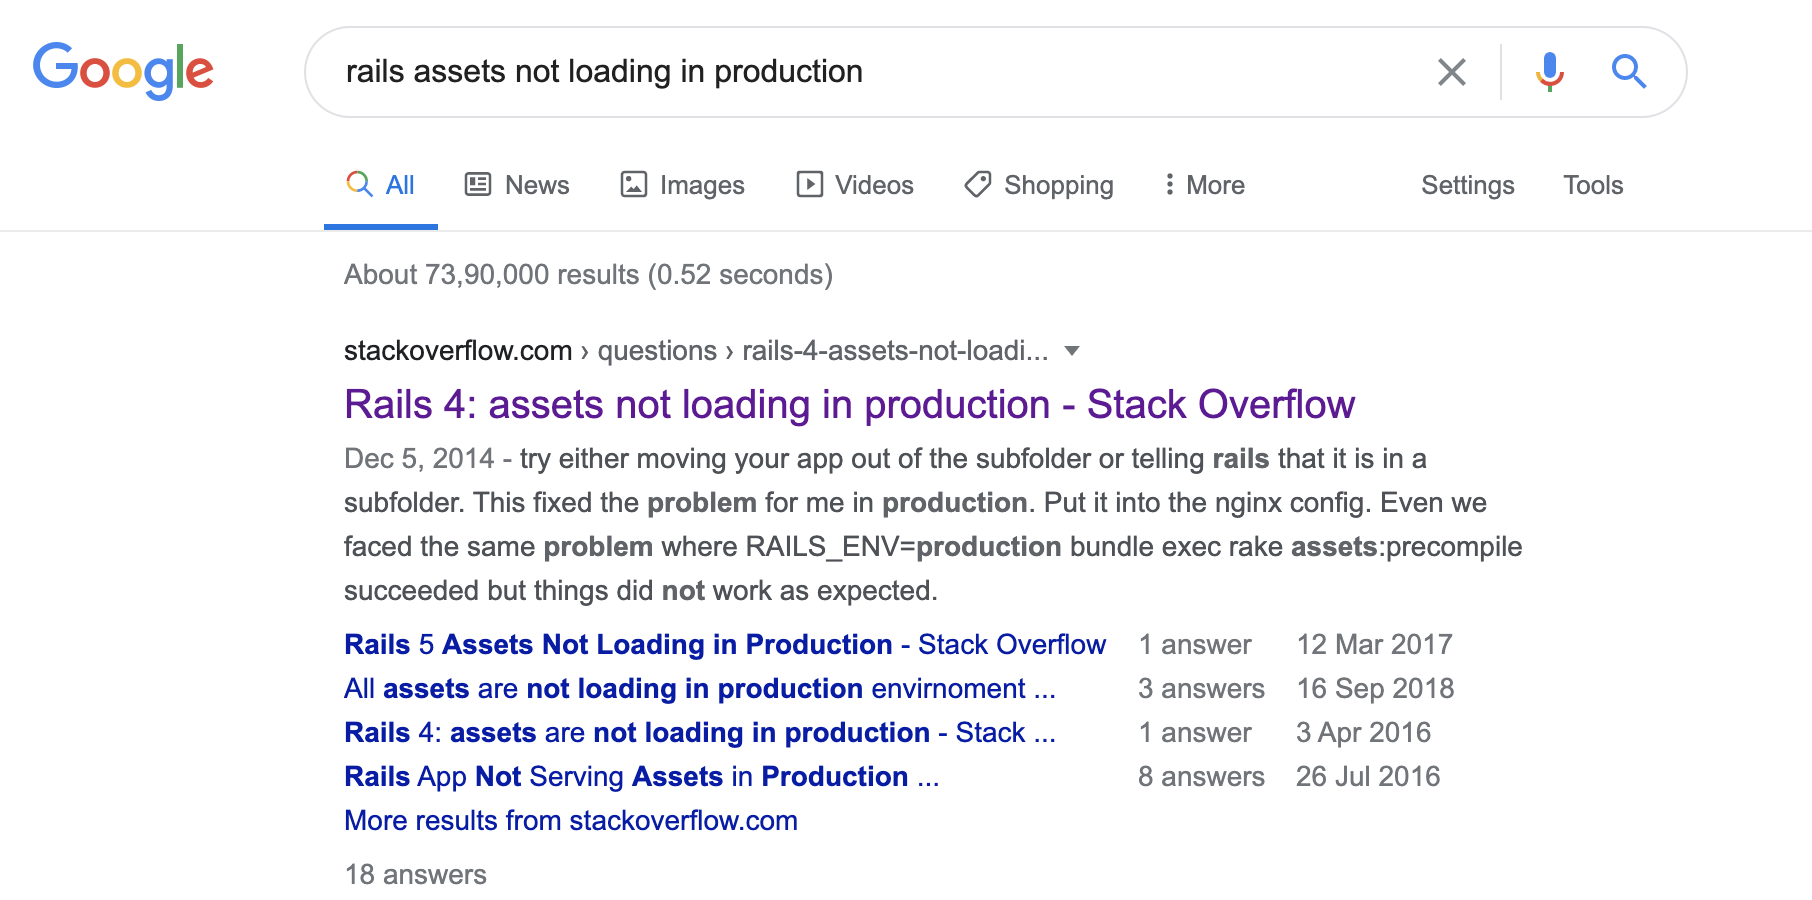 Google
rails assets not loading in production
All News Images Videos Shopping More Settings Tools
About 73,90,000 results (0.52 seconds)
stackoverflow.com › questions › rails-4-assets-not-loadi...
Rails 4: assets not loading in production - Stack Overflow
Dec 5, 2014 - try either moving your app out of the subfolder or telling rails that it is in a
subfolder. This fixed the problem for me in production. Put it into the nginx config. Even we
faced the same problem where RAILS_ENV=production bundle exec rake assets:precompile
succeeded but things did not work as expected.
Rails 5 Assets Not Loading in Production - Stack Overflow 1 answer 12 Mar 2017
All assets are not loading in production envirnoment ... 3 answers 16 Sep 2018
Rails 4: assets are not loading in production - Stack ... 1 answer 3 Apr 2016
Rails App Not Serving Assets in Production ... 8 answers 26 Jul 2016
More results from stackoverflow.com
18 answers